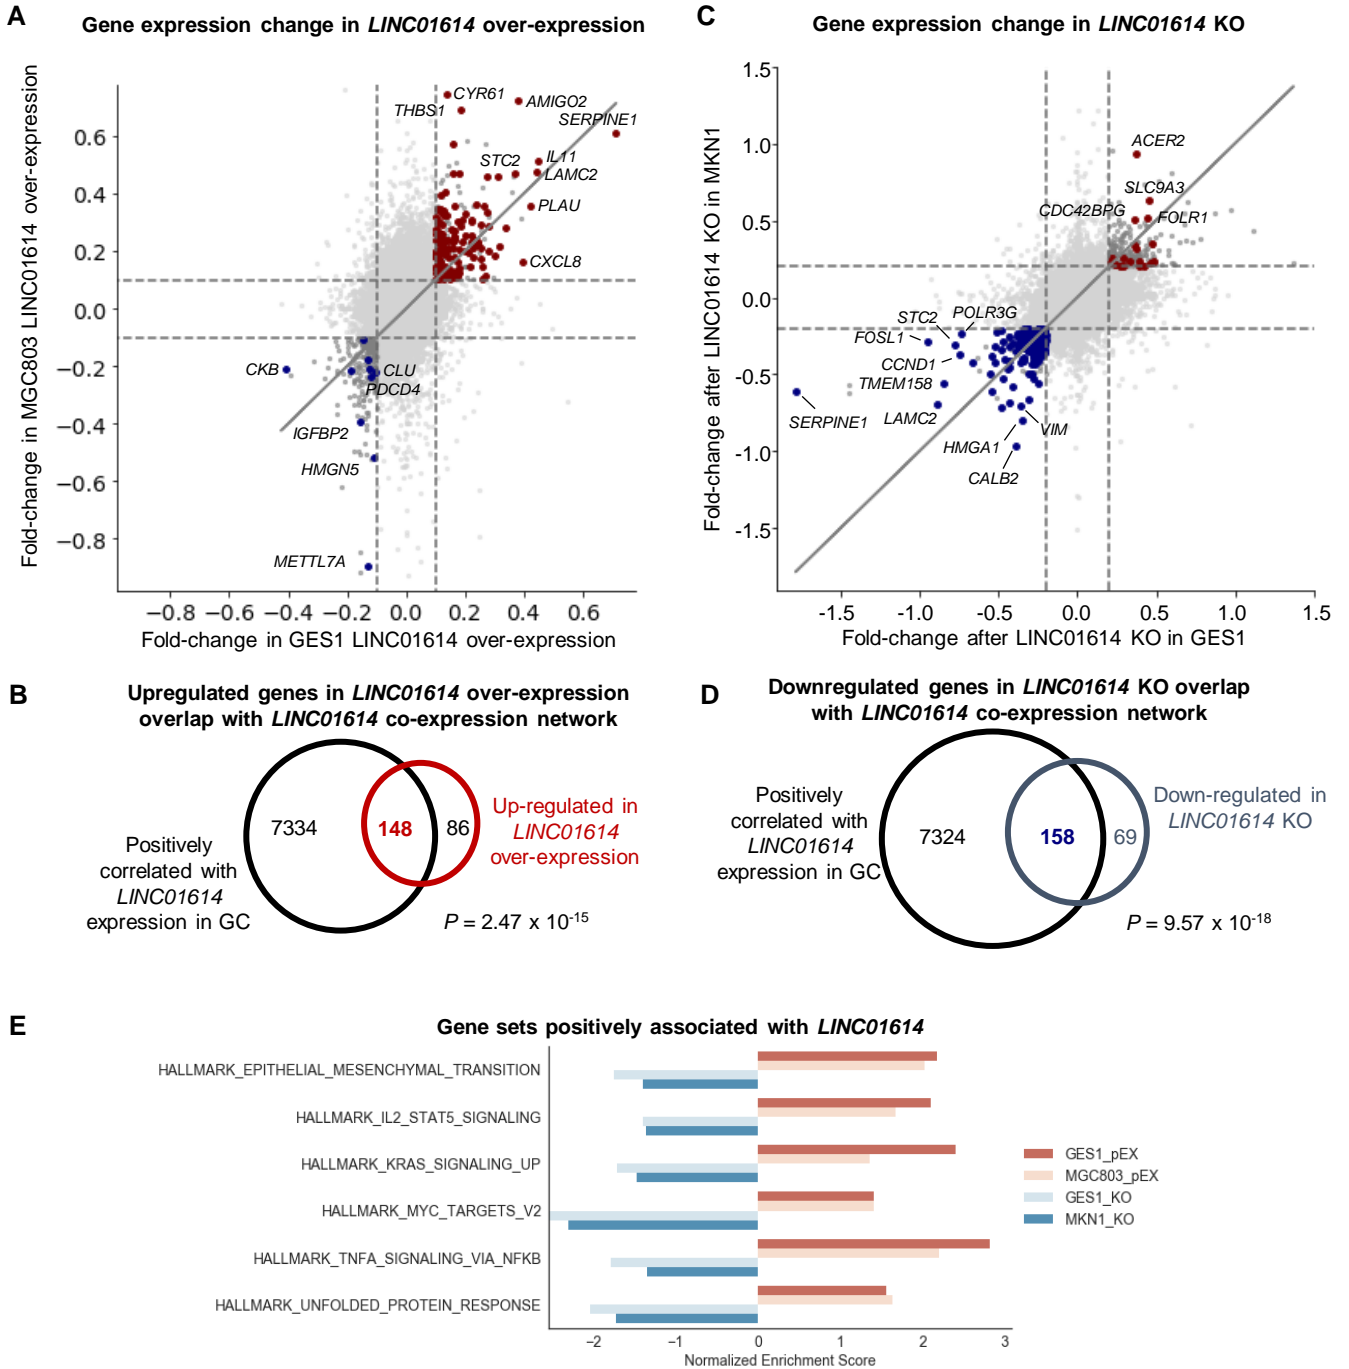 A
Gene expression change in LINC01614 over-expression
Fold-change in MGC803 LINC01614 over-expression
0.6
0.4
0.2
0.0
−0.2
−0.4
−0.6
−0.8
CYR61
THBS1
AMIGO2
SERPINE1
STC2
IL11
LAMC2
PLAU
CXCL8
CKB
CLU
PDCD4
IGFBP2
HMGN5
METTL7A
−0.8 −0.6 −0.4 −0.2 0.0 0.2 0.4 0.6
Fold-change in GES1 LINC01614 over-expression
C
Gene expression change in LINC01614 KO
Fold-change after LINC01614 KO in MKN1
1.5
1.0
0.5
0.0
-0.5
-1.0
-1.5
ACER2
SLC9A3
CDC42BPG
FOLR1
STC2
POLR3G
FOSL1
CCND1
TMEM158
SERPINE1
LAMC2
VIM
HMGA1
CALB2
-1.5 -1.0 -0.5 0.0 0.5 1.0 1.5
Fold-change after LINC01614 KO in GES1
B
Upregulated genes in LINC01614 over-expression
overlap with LINC01614 co-expression network
7334
148
86
Positively
correlated with
LINC01614
expression in GC
Up-regulated in
LINC01614
over-expression
P = 2.47 x 10-15
D
Downregulated genes in LINC01614 KO overlap
with LINC01614 co-expression network
Positively
correlated with
LINC01614
expression in GC
7324
158
69
Down-regulated in
LINC01614 KO
P = 9.57 x 10-18
E
Gene sets positively associated with LINC01614
HALLMARK_EPITHELIAL_MESENCHYMAL_TRANSITION
HALLMARK_IL2_STAT5_SIGNALING
HALLMARK_KRAS_SIGNALING_UP
HALLMARK_MYC_TARGETS_V2
HALLMARK_TNFA_SIGNALING_VIA_NFKB
HALLMARK_UNFOLDED_PROTEIN_RESPONSE
GES1_pEX
MGC803_pEX
GES1_KO
MKN1_KO
−2 −1 0 1 2 3
Normalized Enrichment Score